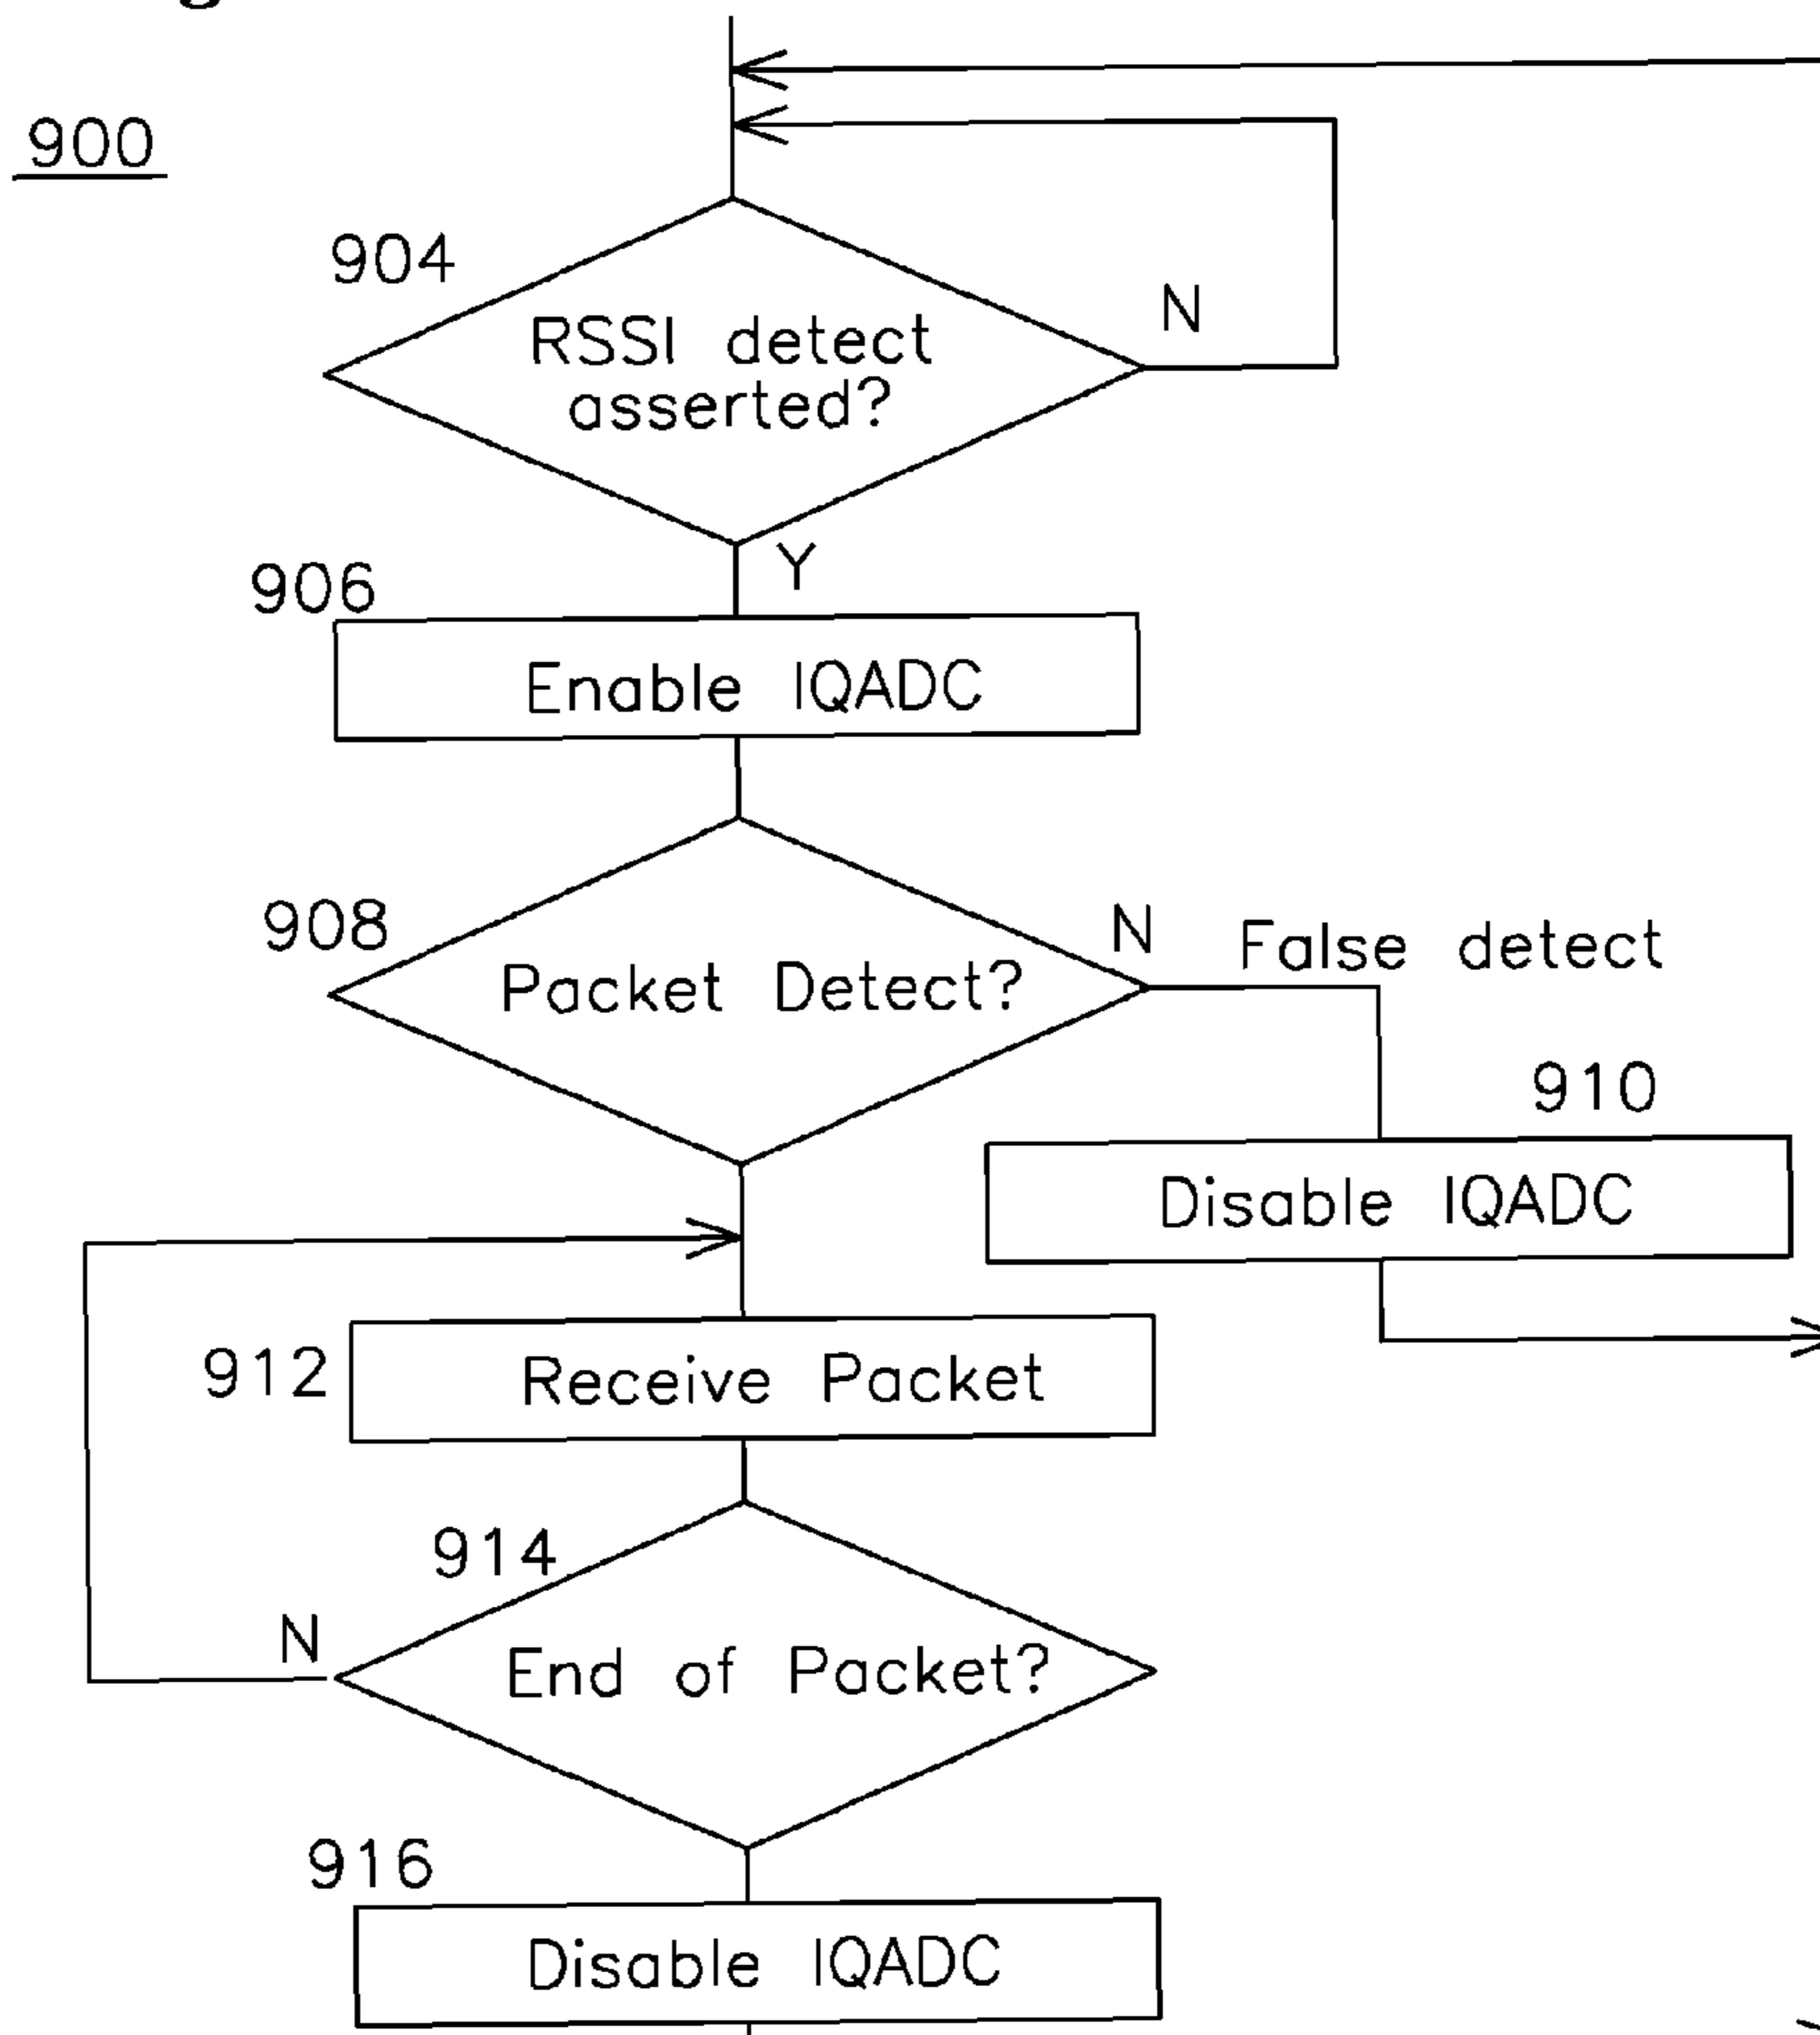 900
904
RSSI detect
asserted?
N
Y
906
Enable IQADC
908
Packet Detect?
N
False detect
910
Disable IQADC
912
Receive Packet
914
N
End of Packet?
916
Disable IQADC